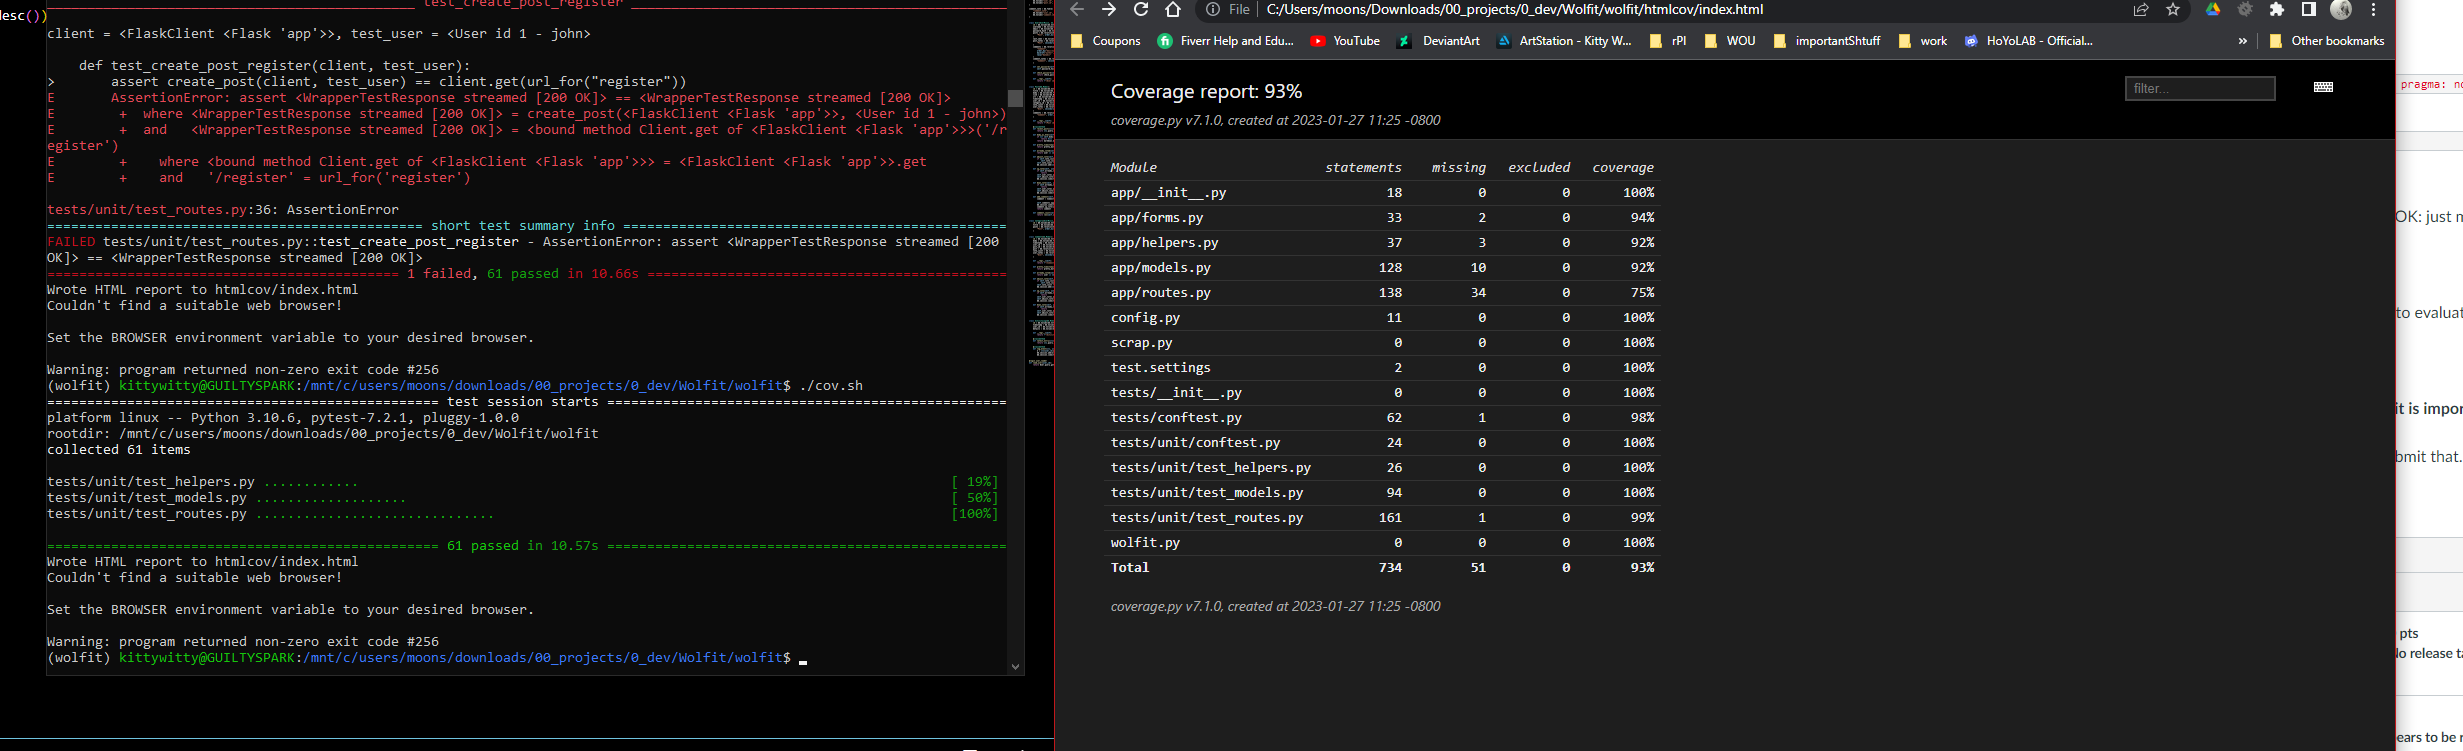 desc())
test_create_post_register
client = <FlaskClient <Flask 'app'>>, test_user = <User id 1 - john>
    def test_create_post_register(client, test_user):
>       assert create_post(client, test_user) == client.get(url_for("register"))
E       AssertionError: assert <WrapperTestResponse streamed [200 OK]> == <WrapperTestResponse streamed [200 OK]>
E        +  where <WrapperTestResponse streamed [200 OK]> = create_post(<FlaskClient <Flask 'app'>>, <User id 1 - john>)
E        +  and   <WrapperTestResponse streamed [200 OK]> = <bound method Client.get of <FlaskClient <Flask 'app'>>>('/r
egister')
E        +    where <bound method Client.get of <FlaskClient <Flask 'app'>>> = <FlaskClient <Flask 'app'>>.get
E        +    and   '/register' = url_for('register')
tests/unit/test_routes.py:36: AssertionError
short test summary info
FAILED tests/unit/test_routes.py::test_create_post_register - AssertionError: assert <WrapperTestResponse streamed [200
OK]> == <WrapperTestResponse streamed [200 OK]>
1 failed, 61 passed in 10.66s
Wrote HTML report to htmlcov/index.html
Couldn't find a suitable web browser!
Set the BROWSER environment variable to your desired browser.
Warning: program returned non-zero exit code #256
(wolfit) kittywitty@GUILTYSPARK:/mnt/c/users/moons/downloads/00_projects/0_dev/Wolfit/wolfit$ ./cov.sh
test session starts
platform linux -- Python 3.10.6, pytest-7.2.1, pluggy-1.0.0
rootdir: /mnt/c/users/moons/downloads/00_projects/0_dev/Wolfit/wolfit
collected 61 items
tests/unit/test_helpers.py ............ [ 19%]
tests/unit/test_models.py ................... [ 50%]
tests/unit/test_routes.py .............................. [100%]
61 passed in 10.57s
Wrote HTML report to htmlcov/index.html
Couldn't find a suitable web browser!
Set the BROWSER environment variable to your desired browser.
Warning: program returned non-zero exit code #256
(wolfit) kittywitty@GUILTYSPARK:/mnt/c/users/moons/downloads/00_projects/0_dev/Wolfit/wolfit$
File C:/Users/moons/Downloads/00_projects/0_dev/Wolfit/wolfit/htmlcov/index.html
Coupons Fiverr Help and Edu... YouTube DeviantArt ArtStation - Kitty W... rPI WOU importantShtuff work HoYoLAB - Official... » Other bookmarks
Coverage report: 93%
filter...
coverage.py v7.1.0, created at 2023-01-27 11:25 -0800
Module statements missing excluded coverage
app/__init__.py 18 0 0 100%
app/forms.py 33 2 0 94%
app/helpers.py 37 3 0 92%
app/models.py 128 10 0 92%
app/routes.py 138 34 0 75%
config.py 11 0 0 100%
scrap.py 0 0 0 100%
test.settings 2 0 0 100%
tests/__init__.py 0 0 0 100%
tests/conftest.py 62 1 0 98%
tests/unit/conftest.py 24 0 0 100%
tests/unit/test_helpers.py 26 0 0 100%
tests/unit/test_models.py 94 0 0 100%
tests/unit/test_routes.py 161 1 0 99%
wolfit.py 0 0 0 100%
Total 734 51 0 93%
coverage.py v7.1.0, created at 2023-01-27 11:25 -0800
pragma: no
OK: just
to evaluat
it is impor
bmit that.
pts
No release
ears to be